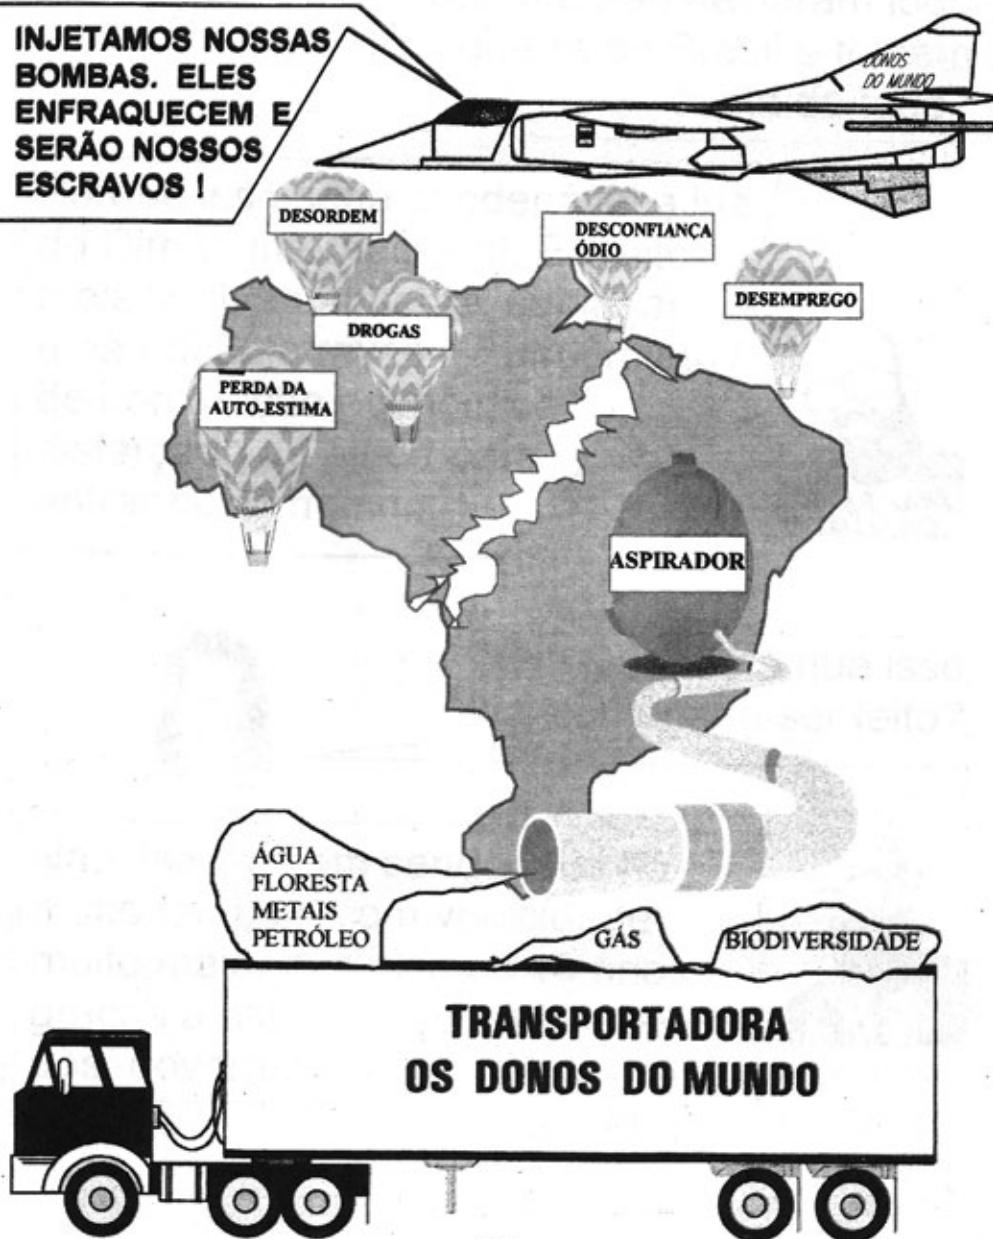 INJETAMOS NOSSAS
BOMBAS. ELES
ENFRAQUECEM E
SERÃO NOSSOS
ESCRAVOS !
DONOS
DO MUNDO
DESORDEM
DESCONFIANÇA
ÓDIO
DESEMPREGO
DROGAS
PERDA DA
AUTO-ESTIMA
ASPIRADOR
ÁGUA
FLORESTA
METAIS
PETRÓLEO
GÁS
BIODIVERSIDADE
TRANSPORTADORA
OS DONOS DO MUNDO